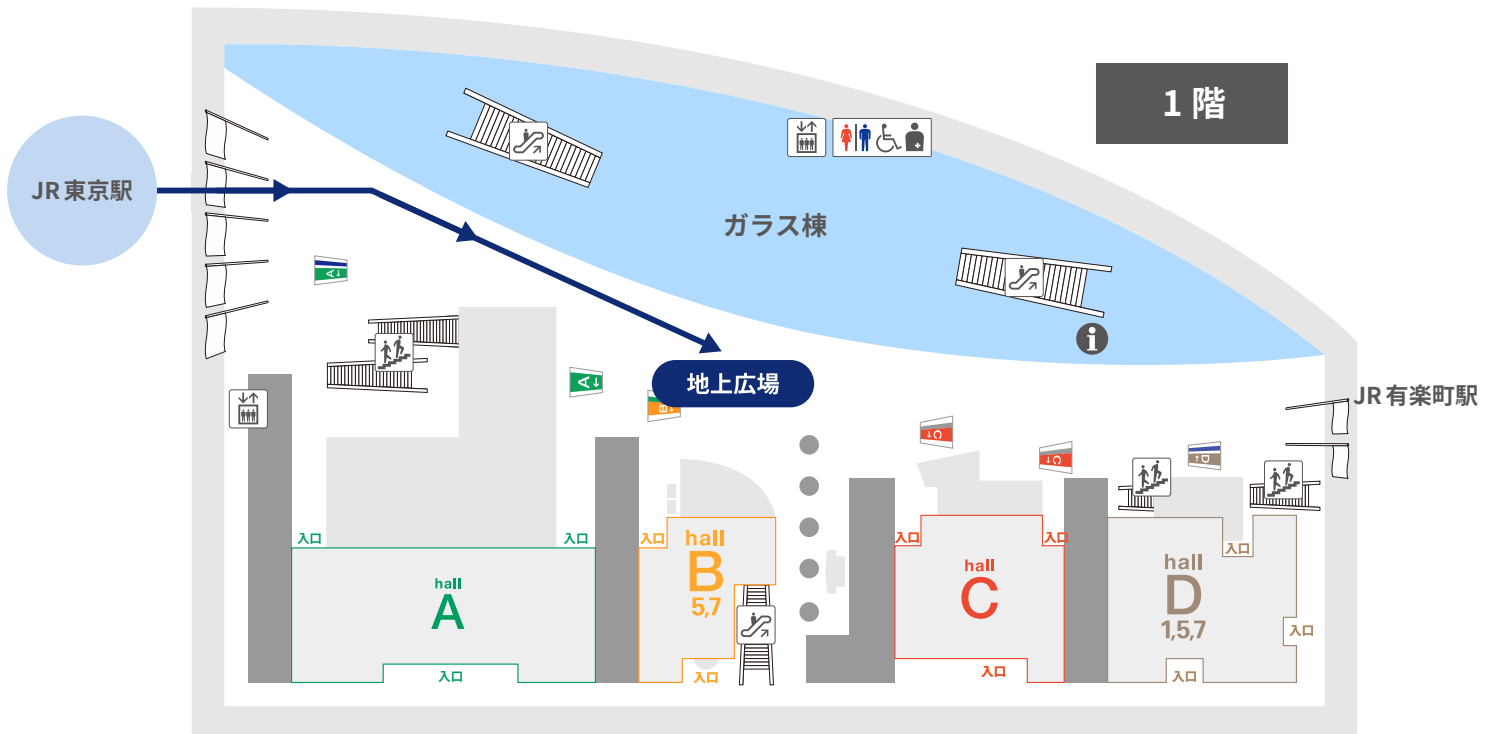 1階
JR東京駅
ガラス棟
A↓
i
A↓
地上広場
B↓
JR有楽町駅
C↓
C↓
D↓
入口
入口
入口
入口
入口
入口
hall
A
hall
B
5,7
hall
C
hall
D
1,5,7
入口
入口
入口
入口
入口